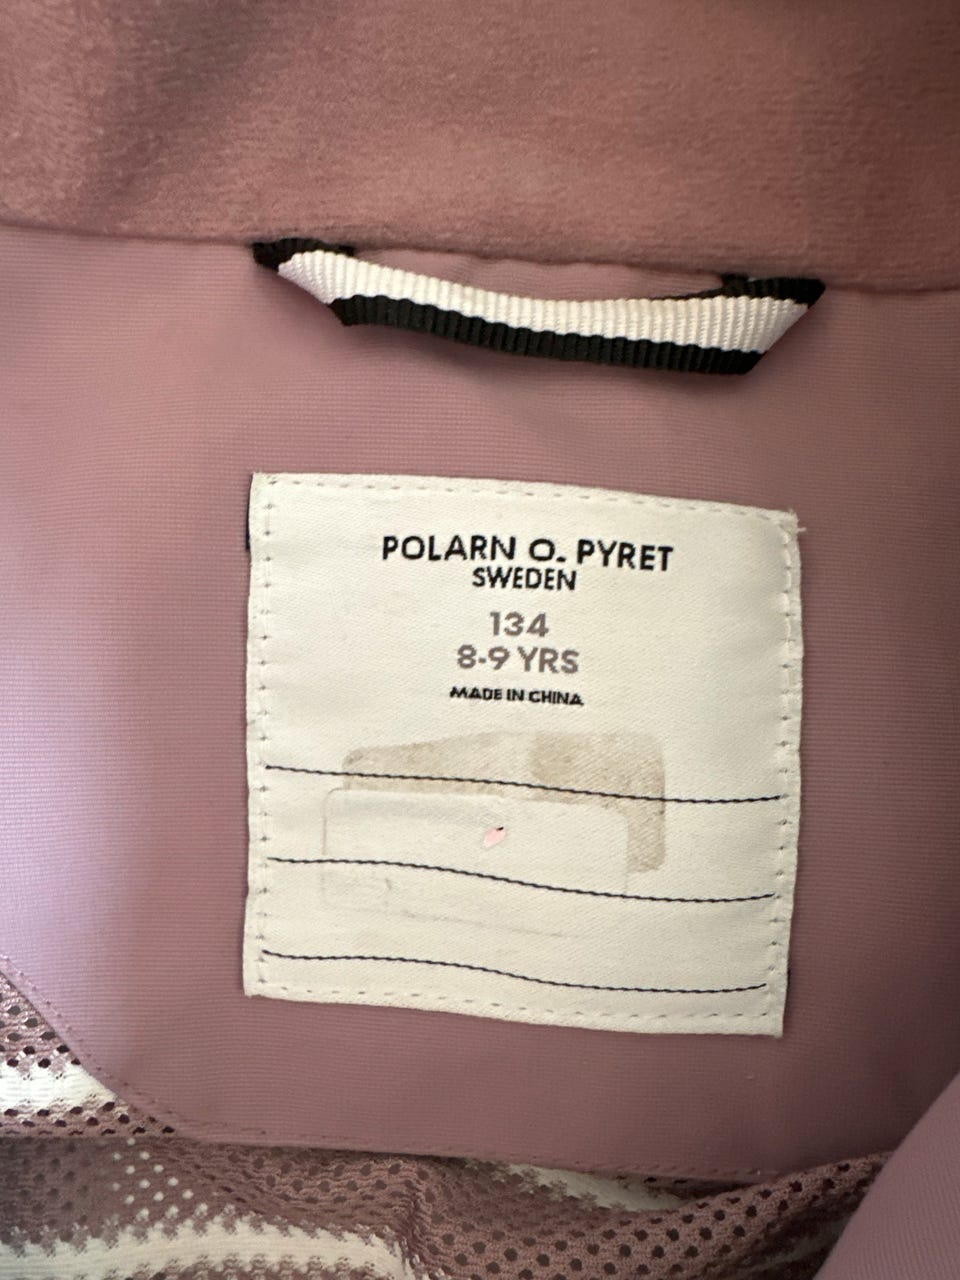 POLARN O. PYRET
SWEDEN
134
8-9 YRS
MADE IN CHINA